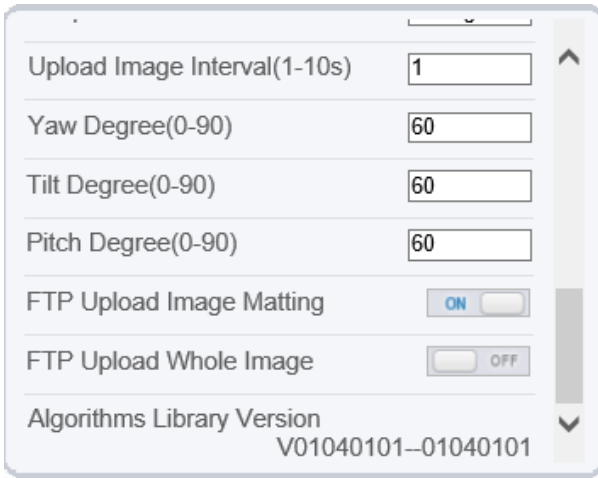 Upload Image Interval(1-10s) 1
Yaw Degree(0-90) 60
Tilt Degree(0-90) 60
Pitch Degree(0-90) 60
FTP Upload Image Matting ON
FTP Upload Whole Image OFF
Algorithms Library Version
V01040101--01040101